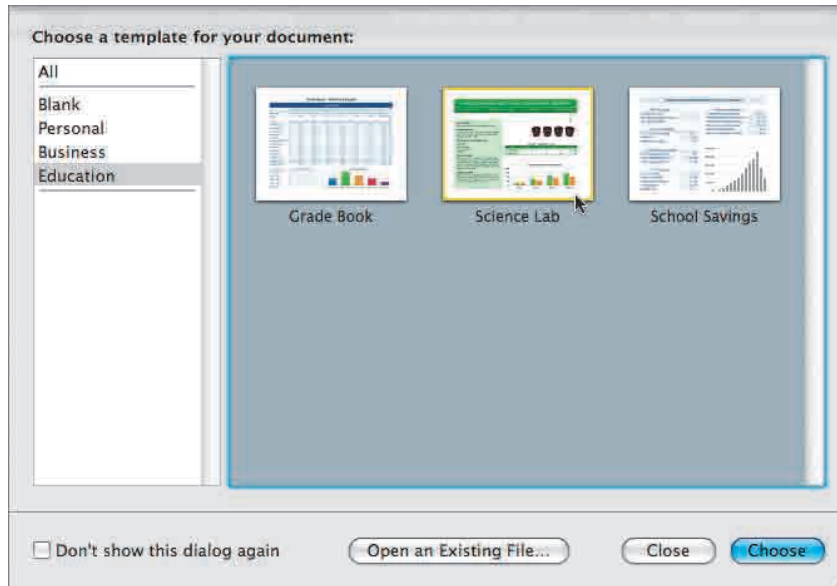 Choose a template for your document:
All
Blank
Personal
Business
Education
Grade Book
Science Lab
School Savings
Don't show this dialog again
Open an Existing File...
Close
Choose